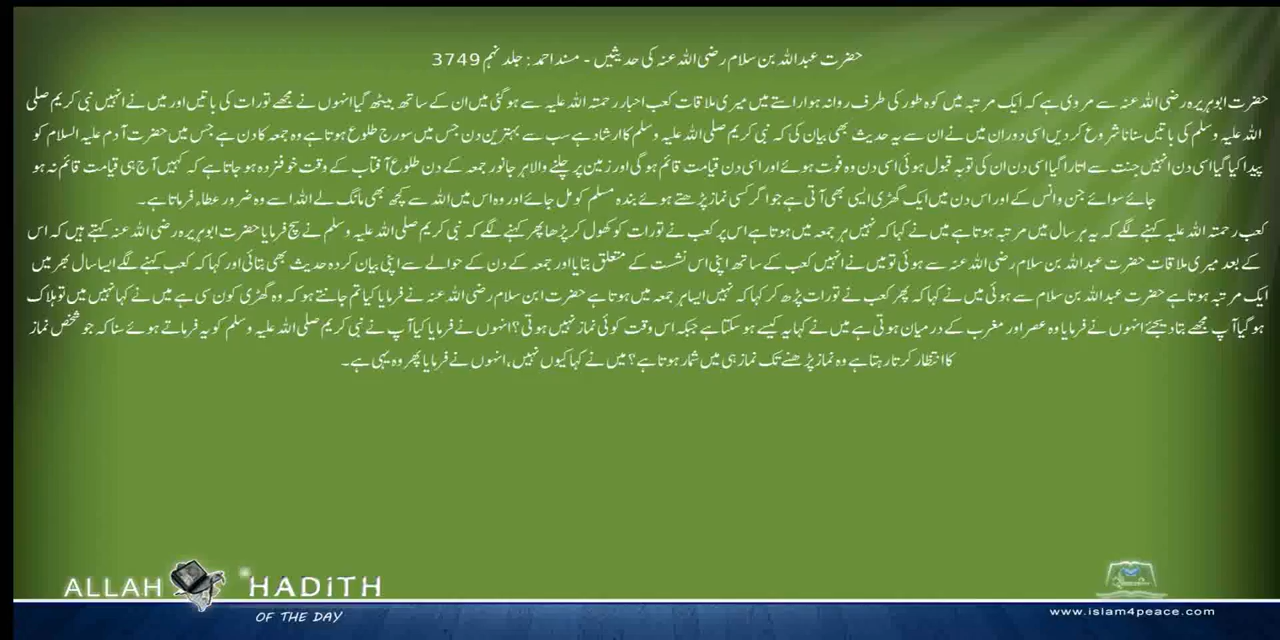 حضرت عبداللہ بن سلام رضی اللہ عنہ کی حدیثیں - مسند احمد: جلد نہم 3749
حضرت ابوہریرہ رضی اللہ عنہ سے مروی ہے کہ ایک مرتبہ میں کوہ طور کی طرف روانہ ہوا راستے میں میری ملاقات کعب احبار رحمتہ اللہ علیہ سے ہوگئی میں ان کے ساتھ بیٹھ گیا انہوں نے مجھے تورات کی باتیں اور میں نے انہیں نبی کریم صلی
اللہ علیہ وسلم کی باتیں سنانا شروع کردیں اسی دوران میں نے ان سے یہ حدیث بھی بیان کی کہ نبی کریم صلی اللہ علیہ وسلم کا ارشاد ہے سب سے بہترین دن جس میں سورج طلوع ہوتا ہے وہ جمعہ کا دن ہے جس میں حضرت آدم علیہ السلام کو
پیدا کیا گیا اسی دن انہیں جنت سے اتارا گیا اسی دن ان کی توبہ قبول ہوئی اسی دن وہ فوت ہوئے اور اسی دن قیامت قائم ہوگی اور زمین پر چلنے والا ہر جانور جمعہ کے دن طلوع آفتاب کے وقت خوفزدہ ہو جاتا ہے کہ کہیں آج ہی قیامت قائم نہ ہو
جائے سوائے جن وانس کے اور اس دن میں ایک گھڑی ایسی بھی آتی ہے جو اگر کسی نماز پڑھتے ہوئے بندہ مسلم کو مل جائے اور وہ اس میں اللہ سے کچھ بھی مانگ لے اللہ اسے وہ ضرور عطاء فرماتا ہے۔
کعب رحمتہ اللہ علیہ کہنے لگے کہ یہ ہر سال میں مرتبہ ہوتا ہے میں نے کہا کہ نہیں ہر جمعہ میں ہوتا ہے اس پر کعب نے تورات کو کھول کر پڑھا پھر کہنے لگے کہ نبی کریم صلی اللہ علیہ وسلم نے سچ فرمایا حضرت ابوہریرہ رضی اللہ عنہ کہتے ہیں کہ اس
کے بعد میری ملاقات حضرت عبداللہ بن سلام رضی اللہ عنہ سے ہوئی تو میں نے انہیں کعب کے ساتھ اپنی اس نشست کے متعلق بتایا اور جمعہ کے دن کے حوالے سے اپنی بیان کردہ حدیث بھی بتائی اور کہا کہ کعب کہنے لگے ایسا سال بھر میں
ایک مرتبہ ہوتا ہے حضرت عبداللہ بن سلام سے ہوئی میں نے کہا کہ پھر کعب نے تورات پڑھ کر کہا کہ نہیں ایسا ہر جمعہ میں ہوتا ہے حضرت ابن سلام رضی اللہ عنہ نے فرمایا کیا تم جانتے ہو کہ وہ گھڑی کون سی ہے میں نے کہا نہیں میں تو ہلاک
ہوگیا آپ مجھے بتا دیجئے انہوں نے فرمایا وہ عصر اور مغرب کے درمیان ہوتی ہے میں نے کہا یہ کیسے ہو سکتا ہے جبکہ اس وقت کوئی نماز نہیں ہوتی؟ انہوں نے فرمایا کیا آپ نے نبی کریم صلی اللہ علیہ وسلم کو یہ فرماتے ہوئے سنا کہ جو شخص نماز
کا انتظار کرتا رہتا ہے وہ نماز پڑھنے تک نماز ہی میں شمار ہوتا ہے؟ میں نے کہا کیوں نہیں، انہوں نے فرمایا پھر وہ یہی ہے۔
ALLAH HADITH
OF THE DAY
www.islam4peace.com